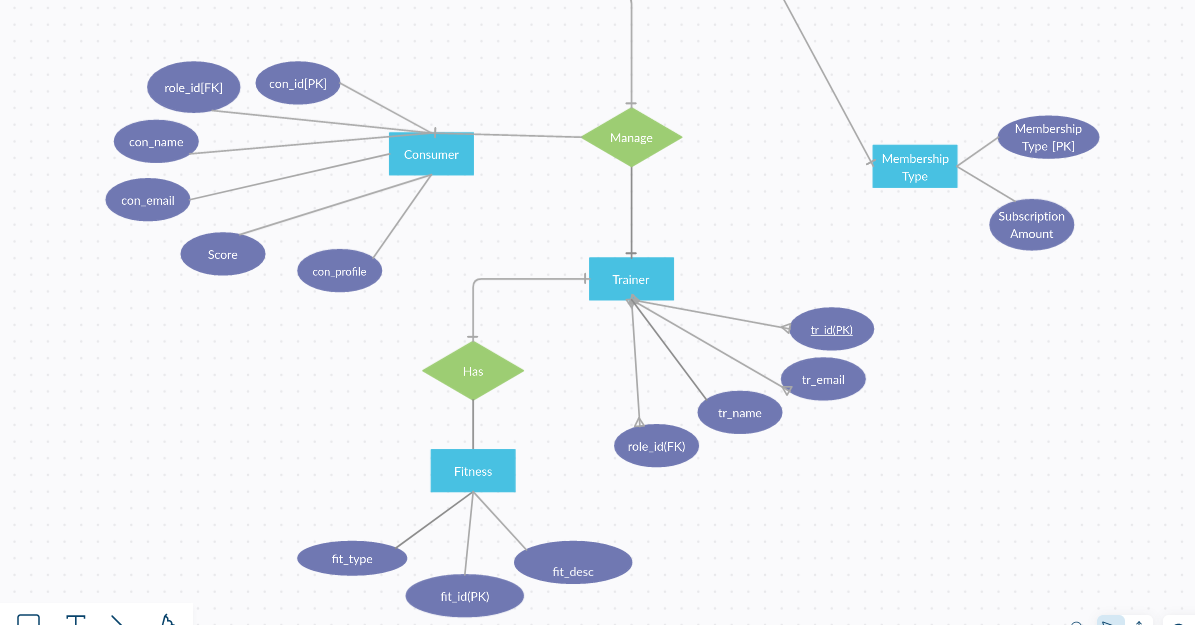 role_id[FK]
con_id[PK]
con_name
con_email
Score
con_profile
Consumer
Manage
Membership
Type
Membership
Type [PK]
Subscription
Amount
Trainer
tr_id(PK)
tr_email
tr_name
role_id(FK)
Has
Fitness
fit_type
fit_id(PK)
fit_desc